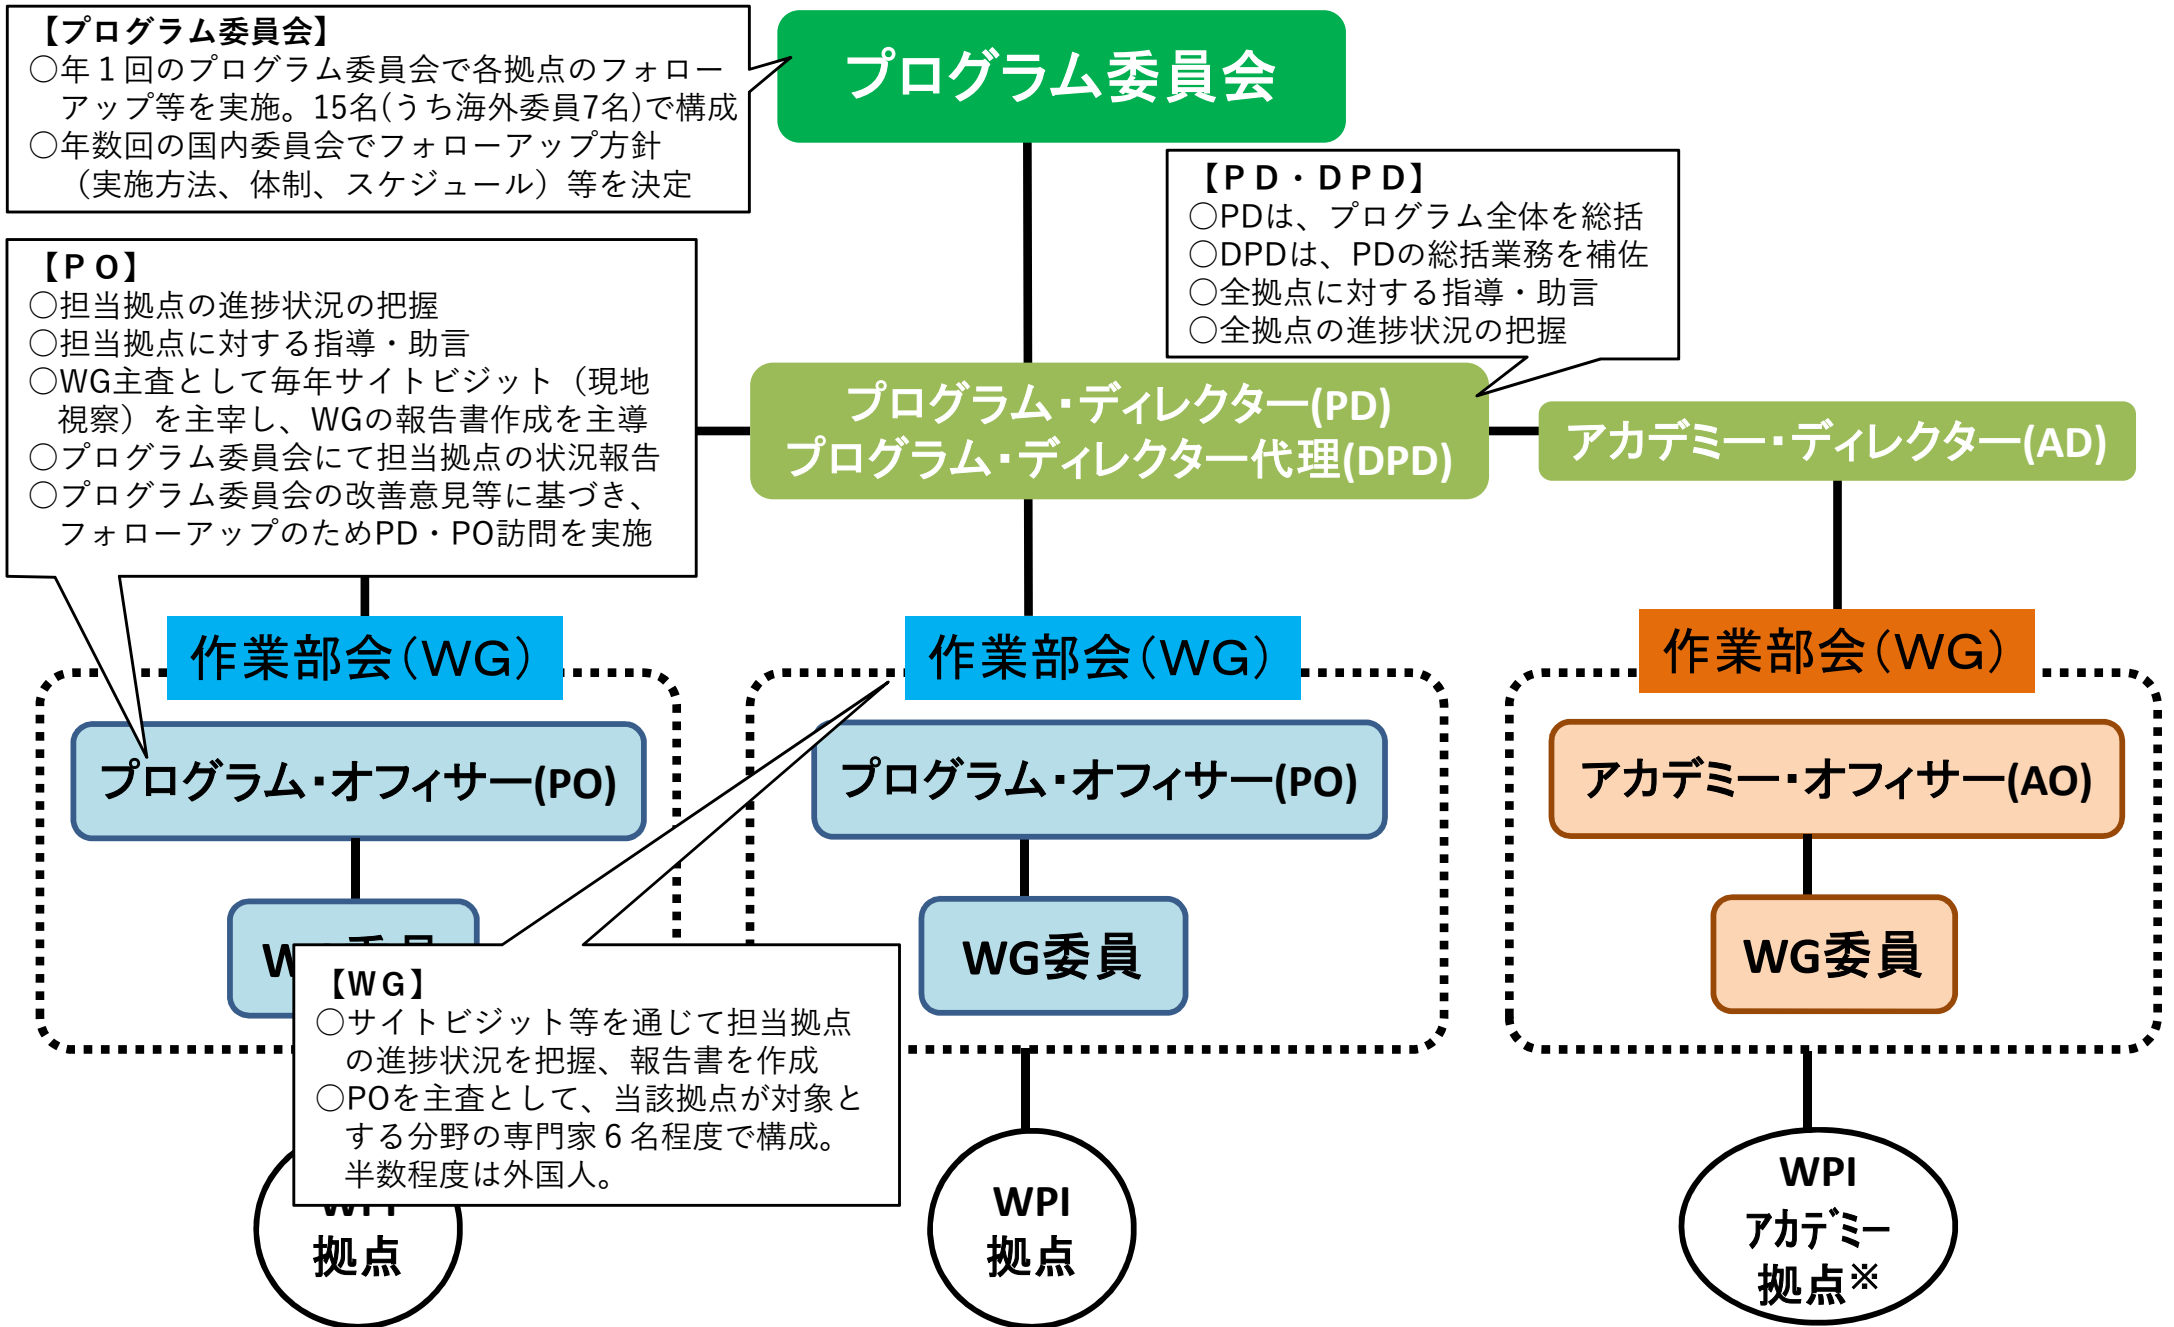 【プログラム委員会】
○年１回のプログラム委員会で各拠点のフォロー
アップ等を実施。15名(うち海外委員7名)で構成
○年数回の国内委員会でフォローアップ方針
（実施方法、体制、スケジュール）等を決定
プログラム委員会
【ＰＤ・ＤＰＤ】
○PDは、プログラム全体を総括
○DPDは、PDの総括業務を補佐
○全拠点に対する指導・助言
○全拠点の進捗状況の把握
【ＰＯ】
○担当拠点の進捗状況の把握
○担当拠点に対する指導・助言
○WG主査として毎年サイトビジット（現地
視察）を主宰し、WGの報告書作成を主導
○プログラム委員会にて担当拠点の状況報告
○プログラム委員会の改善意見等に基づき、
フォローアップのためPD・PO訪問を実施
プログラム・ディレクター(PD)
プログラム・ディレクター代理(DPD)
アカデミー・ディレクター(AD)
作業部会（ＷＧ）
作業部会（ＷＧ）
作業部会（ＷＧ）
プログラム・オフィサー(PO)
プログラム・オフィサー(PO)
アカデミー・オフィサー(AO)
WG委員
WG委員
WG委員
【ＷＧ】
○サイトビジット等を通じて担当拠点
の進捗状況を把握、報告書を作成
○POを主査として、当該拠点が対象と
する分野の専門家６名程度で構成。
半数程度は外国人。
WPI
拠点
WPI
拠点
WPI
ｱｶﾃﾞﾐｰ
拠点※